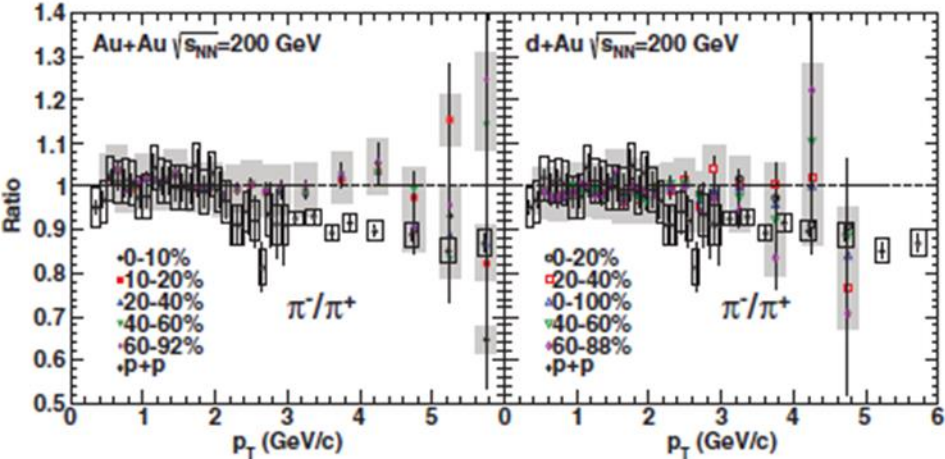 Au+Au √sNN=200 GeV
d+Au √sNN=200 GeV
1.4
1.3
1.2
1.1
1
0.9
0.8
0.7
0.6
0.5
Ratio
0-10%
10-20%
20-40%
40-60%
60-92%
p+p
π-/π+
0-20%
20-40%
0-100%
40-60%
60-88%
p+p
π-/π+
0 1 2 3 4 5 0 1 2 3 4 5 6
pT (GeV/c)
pT (GeV/c)